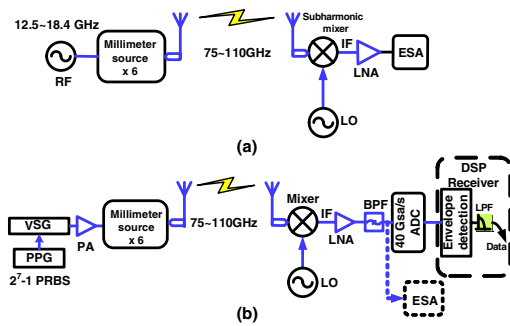 12.5~18.4 GHz
RF
Millimeter
source
x 6
75~110GHz
Subharmonic
mixer
IF
LNA
ESA
LO
(a)
VSG
PPG
2^7-1 PRBS
PA
Millimeter
source
x 6
75~110GHz
Mixer
IF
LNA
LO
BPF
40 Gsa/s
ADC
DSP
Receiver
Envelope
detection
LPF
Data
ESA
(b)